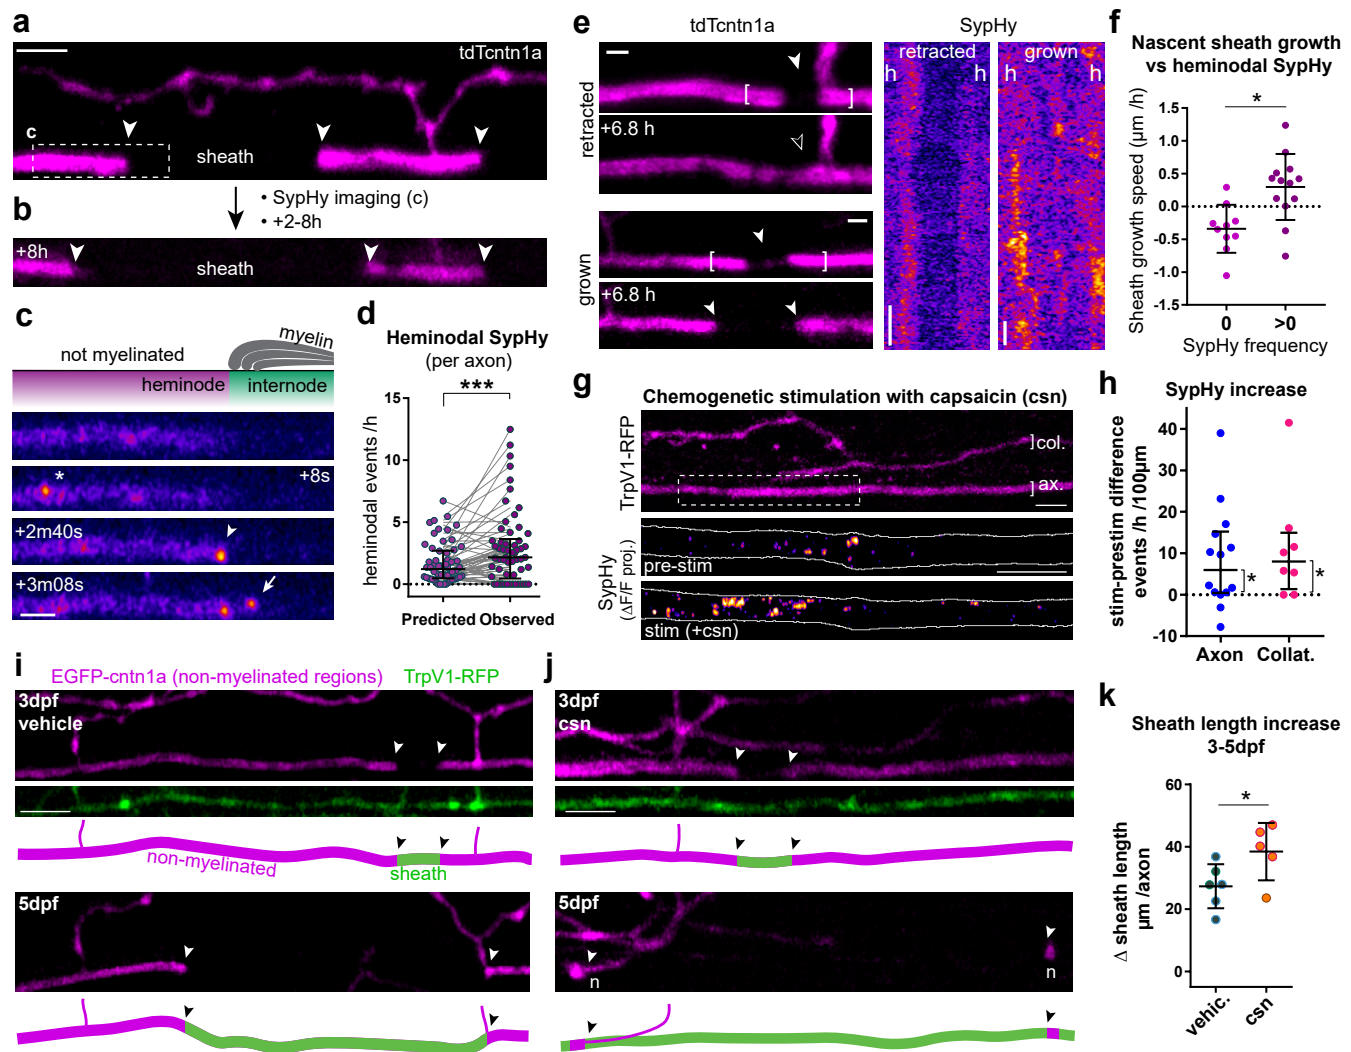 a
tdTcntn1a
c
sheath
• SypHy imaging (c)
• +2-8h
b
+8h
sheath
c
not myelinated
myelin
heminode
internode
+8s
*
+2m40s
+3m08s
d
Heminodal SypHy
(per axon)
***
heminodal events /h
15
10
5
0
Predicted Observed
e
tdTcntn1a
SypHy
retracted
[ ]
+6.8 h
grown
[ ]
+6.8 h
retracted
h h
grown
h h
f
Nascent sheath growth
vs heminodal SypHy
*
Sheath growth speed (µm /h)
1.5
1.0
0.5
0.0
-0.5
-1.0
-1.5
0 >0
SypHy frequency
g
Chemogenetic stimulation with capsaicin (csn)
TrpV1-RFP
]col.
]ax.
SypHy
(ΔF/F proj.)
pre-stim
stim (+csn)
h
SypHy increase
stim-prestim difference
events /h /100µm
40
30
20
10
0
-10
*
*
Axon Collat.
i
EGFP-cntn1a (non-myelinated regions) TrpV1-RFP
3dpf
vehicle
non-myelinated
sheath
5dpf
j
3dpf
csn
5dpf
n
n
k
Sheath length increase
3-5dpf
*
Δ sheath length
µm /axon
60
40
20
0
vehic.
csn